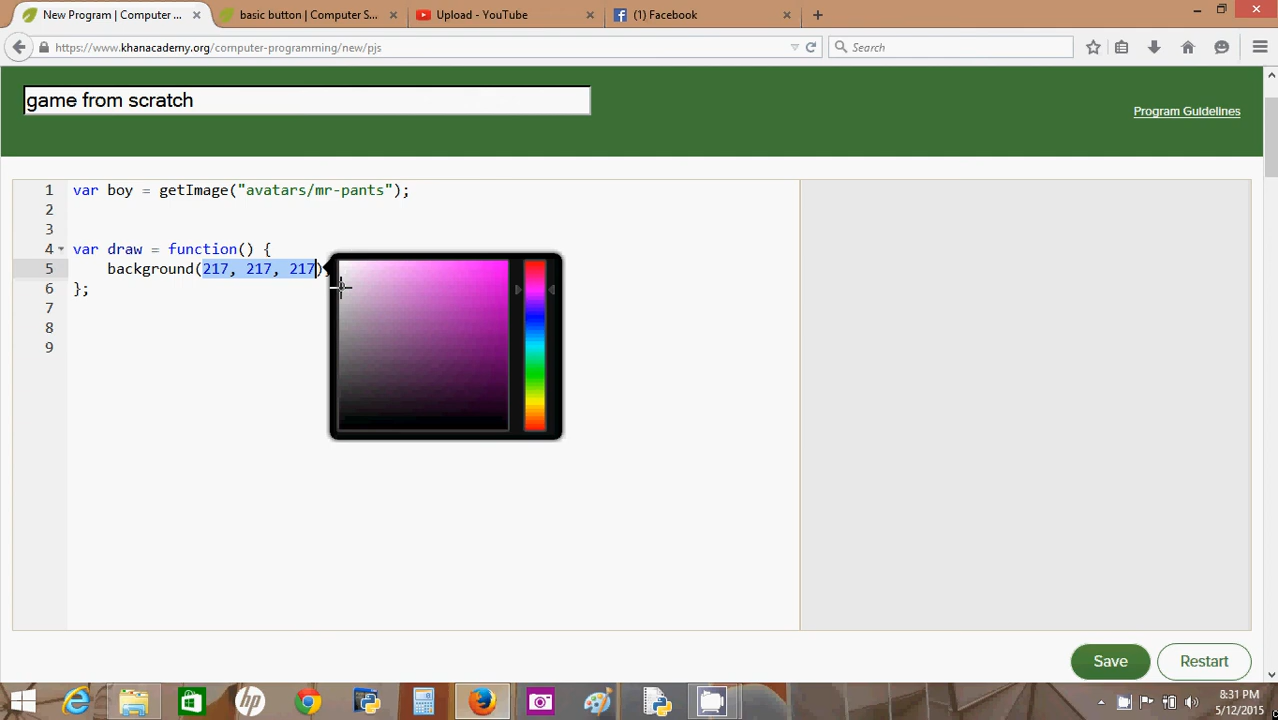 New Program | Computer ...
basic button | Computer S...
Upload - YouTube
(1) Facebook
https://www.khanacademy.org/computer-programming/new/pjs
Search
game from scratch
Program Guidelines
1 var boy = getImage("avatars/mr-pants");
2
3
4 var draw = function() {
5 background(217, 217, 217);
6 };
7
8
9
Save
Restart
8:31 PM
5/12/2015